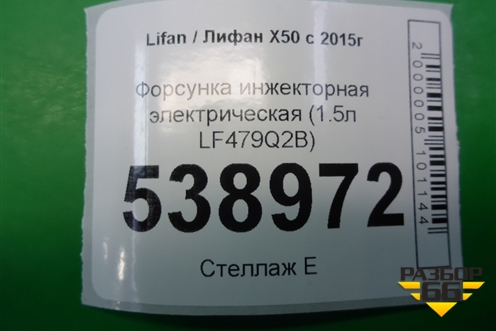 Lifan / Лифан X50 с 2015г
Форсунка инжекторная
электрическая (1.5л
LF479Q2B)
538972
Стеллаж Е
2000005101144
РАЗБОР
66